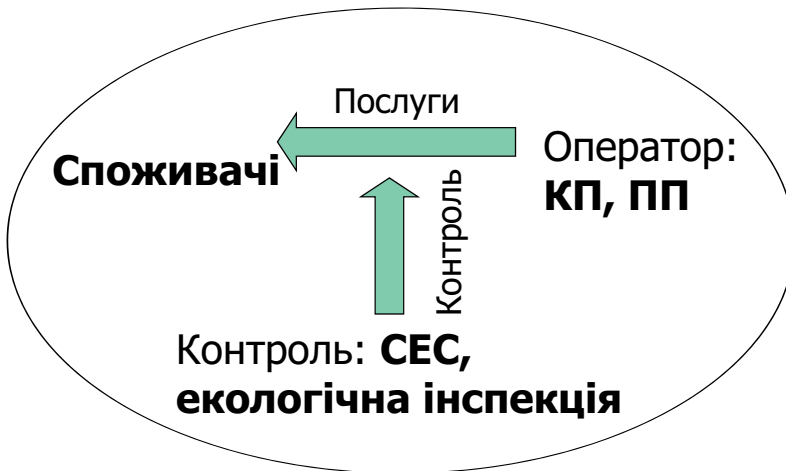 Послуги
Споживачі
Оператор:
КП, ПП
Контроль
Контроль: СЕС,
екологічна інспекція